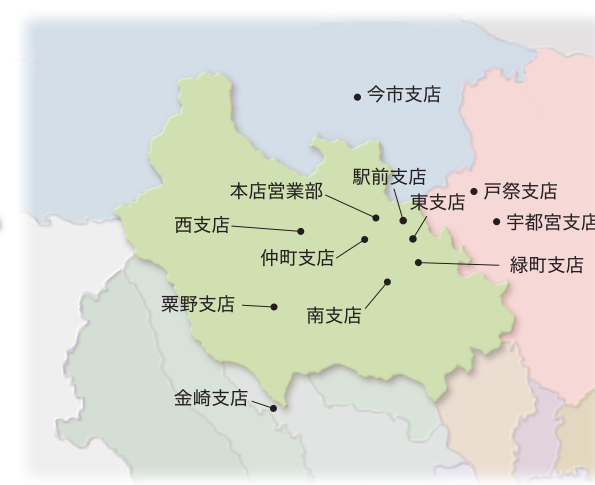 今市支店
駅前支店
本店営業部
戸祭支店
東支店
西支店
宇都宮支店
仲町支店
緑町支店
粟野支店
南支店
金崎支店